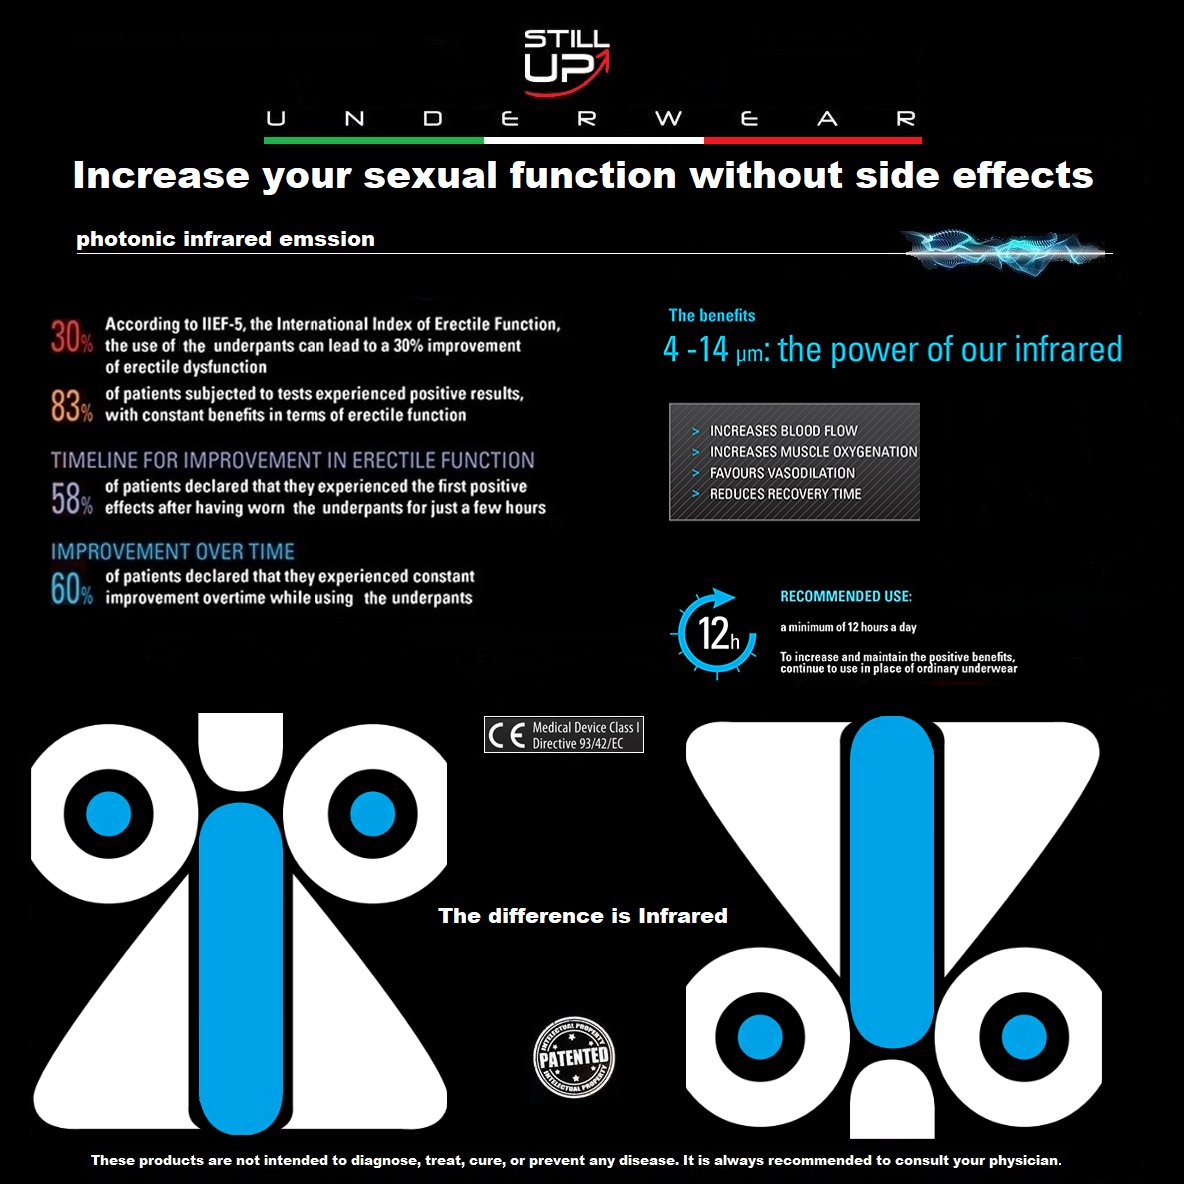 STILL
UP
UNDERWEAR
Increase your sexual function without side effects
photonic infrared emssion
30%
According to IIEF-5, the International Index of Erectile Function,
the use of the underpants can lead to a 30% improvement
of erectile dysfunction
83%
of patients subjected to tests experienced positive results,
with constant benefits in terms of erectile function
TIMELINE FOR IMPROVEMENT IN ERECTILE FUNCTION
58%
of patients declared that they experienced the first positive
effects after having worn the underpants for just a few hours
IMPROVEMENT OVER TIME
60%
of patients declared that they experienced constant
improvement overtime while using the underpants
The benefits
4 -14 µm: the power of our infrared
> INCREASES BLOOD FLOW
> INCREASES MUSCLE OXYGENATION
> FAVOURS VASODILATION
> REDUCES RECOVERY TIME
12h
RECOMMENDED USE:
a minimum of 12 hours a day
To increase and maintain the positive benefits,
continue to use in place of ordinary underwear
CE
Medical Device Class I
Directive 93/42/EC
The difference is Infrared
INTELECTUAL PROPERTY
PATENTED
INTELLECTUAL PROPERTY
These products are not intended to diagnose, treat, cure, or prevent any disease. It is always recommended to consult your physician.